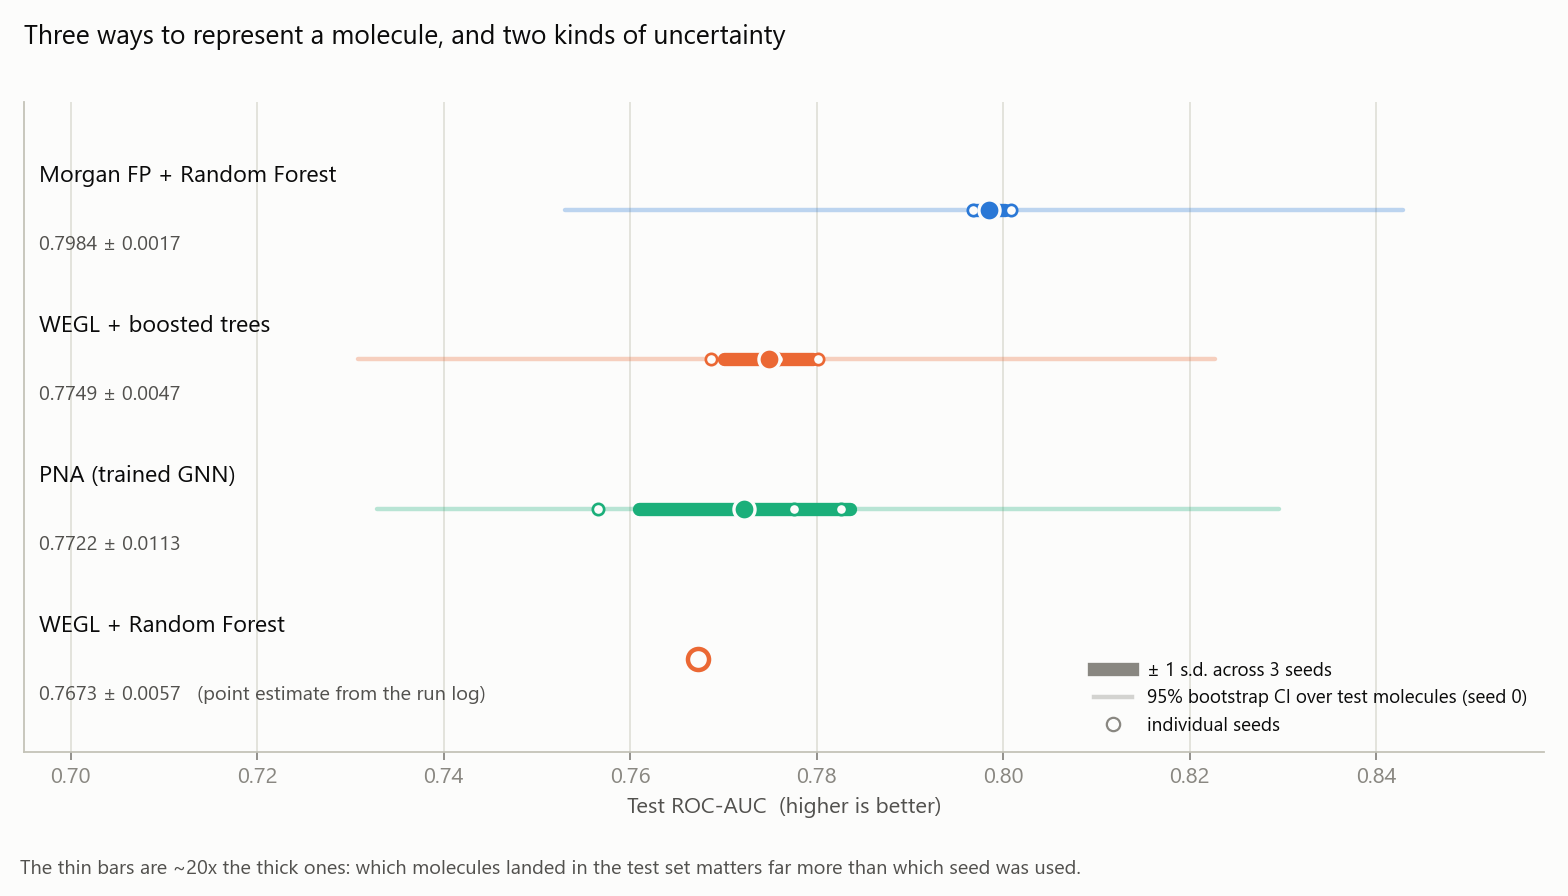 Three ways to represent a molecule, and two kinds of uncertainty
Morgan FP + Random Forest
0.7984 ± 0.0017
WEGL + boosted trees
0.7749 ± 0.0047
PNA (trained GNN)
0.7722 ± 0.0113
WEGL + Random Forest
0.7673 ± 0.0057 (point estimate from the run log)
± 1 s.d. across 3 seeds
95% bootstrap CI over test molecules (seed 0)
individual seeds
0.70 0.72 0.74 0.76 0.78 0.80 0.82 0.84
Test ROC-AUC (higher is better)
The thin bars are ~20x the thick ones: which molecules landed in the test set matters far more than which seed was used.